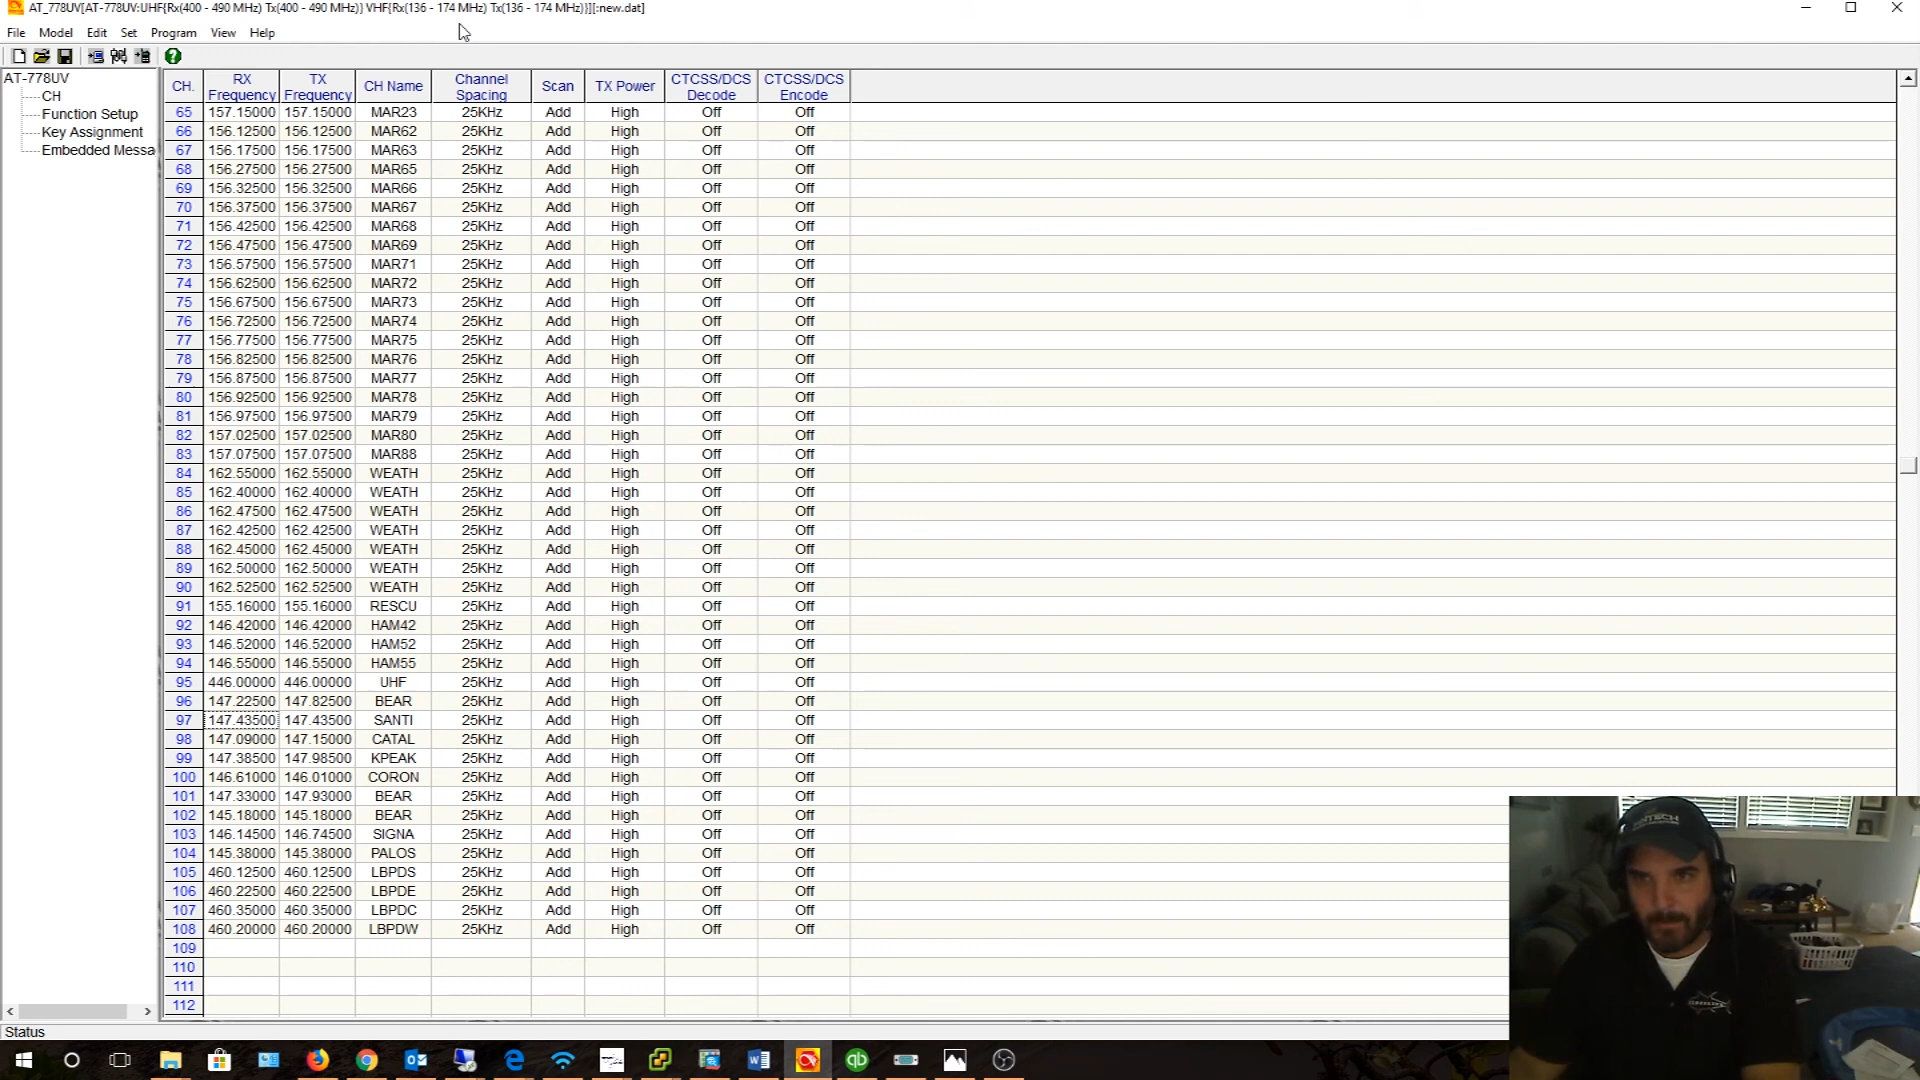 AT_778UV[AT-778UV:UHF{Rx(400 - 490 MHz) Tx(400 - 490 MHz)} VHF{Rx(136 - 174 MHz) Tx(136 - 174 MHz)}][:new.dat]
File Model Edit Set Program View Help
AT-778UV
CH
Function Setup
Key Assignment
Embedded Messa
CH. RX Frequency TX Frequency CH Name Channel Spacing Scan TX Power CTCSS/DCS Decode CTCSS/DCS Encode
65 157.15000 157.15000 MAR23 25KHz Add High Off Off
66 156.12500 156.12500 MAR62 25KHz Add High Off Off
67 156.17500 156.17500 MAR63 25KHz Add High Off Off
68 156.27500 156.27500 MAR65 25KHz Add High Off Off
69 156.32500 156.32500 MAR66 25KHz Add High Off Off
70 156.37500 156.37500 MAR67 25KHz Add High Off Off
71 156.42500 156.42500 MAR68 25KHz Add High Off Off
72 156.47500 156.47500 MAR69 25KHz Add High Off Off
73 156.57500 156.57500 MAR71 25KHz Add High Off Off
74 156.62500 156.62500 MAR72 25KHz Add High Off Off
75 156.67500 156.67500 MAR73 25KHz Add High Off Off
76 156.72500 156.72500 MAR74 25KHz Add High Off Off
77 156.77500 156.77500 MAR75 25KHz Add High Off Off
78 156.82500 156.82500 MAR76 25KHz Add High Off Off
79 156.87500 156.87500 MAR77 25KHz Add High Off Off
80 156.92500 156.92500 MAR78 25KHz Add High Off Off
81 156.97500 156.97500 MAR79 25KHz Add High Off Off
82 157.02500 157.02500 MAR80 25KHz Add High Off Off
83 157.07500 157.07500 MAR88 25KHz Add High Off Off
84 162.55000 162.55000 WEATH 25KHz Add High Off Off
85 162.40000 162.40000 WEATH 25KHz Add High Off Off
86 162.47500 162.47500 WEATH 25KHz Add High Off Off
87 162.42500 162.42500 WEATH 25KHz Add High Off Off
88 162.45000 162.45000 WEATH 25KHz Add High Off Off
89 162.50000 162.50000 WEATH 25KHz Add High Off Off
90 162.52500 162.52500 WEATH 25KHz Add High Off Off
91 155.16000 155.16000 RESCU 25KHz Add High Off Off
92 146.42000 146.42000 HAM42 25KHz Add High Off Off
93 146.52000 146.52000 HAM52 25KHz Add High Off Off
94 146.55000 146.55000 HAM55 25KHz Add High Off Off
95 446.00000 446.00000 UHF 25KHz Add High Off Off
96 147.22500 147.82500 BEAR 25KHz Add High Off Off
97 147.43500 147.43500 SANTI 25KHz Add High Off Off
98 147.09000 147.15000 CATAL 25KHz Add High Off Off
99 147.38500 147.98500 KPEAK 25KHz Add High Off Off
100 146.61000 146.01000 CORON 25KHz Add High Off Off
101 147.33000 147.93000 BEAR 25KHz Add High Off Off
102 145.18000 145.18000 BEAR 25KHz Add High Off Off
103 146.14500 146.74500 SIGNA 25KHz Add High Off Off
104 145.38000 145.38000 PALOS 25KHz Add High Off Off
105 460.12500 460.12500 LBPDS 25KHz Add High Off Off
106 460.22500 460.22500 LBPDE 25KHz Add High Off Off
107 460.35000 460.35000 LBPDC 25KHz Add High Off Off
108 460.20000 460.20000 LBPDW 25KHz Add High Off Off
109
110
111
112
Status